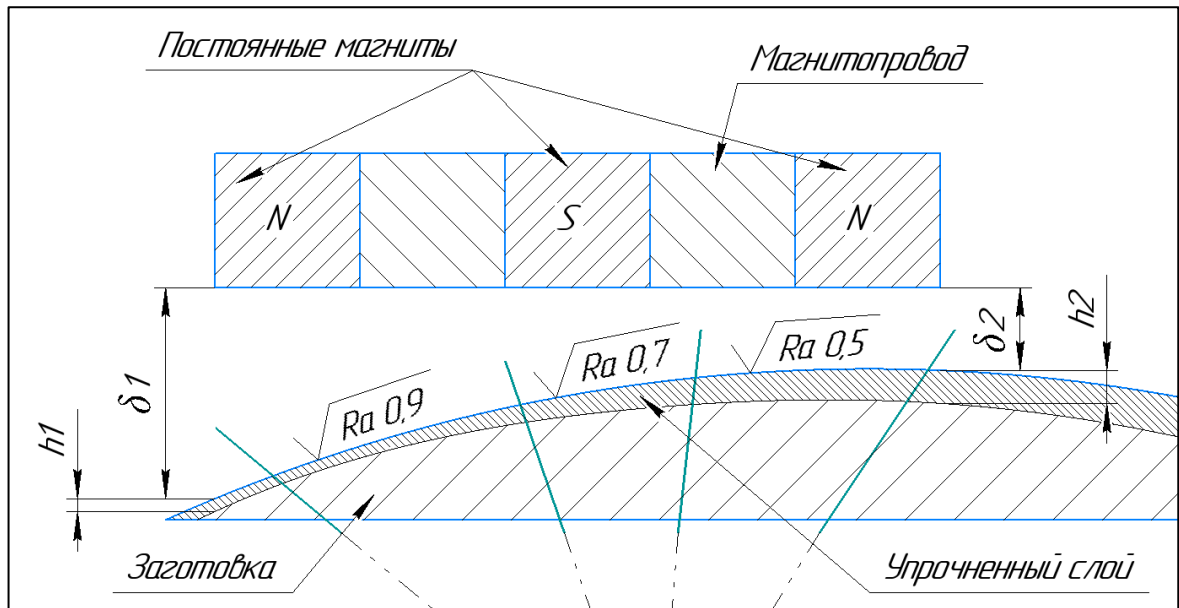 Постоянные магниты
Магнитопровод
N
S
N
δ1
δ2
h2
h1
Ra 0,9
Ra 0,7
Ra 0,5
Заготовка
Упрочненный слой